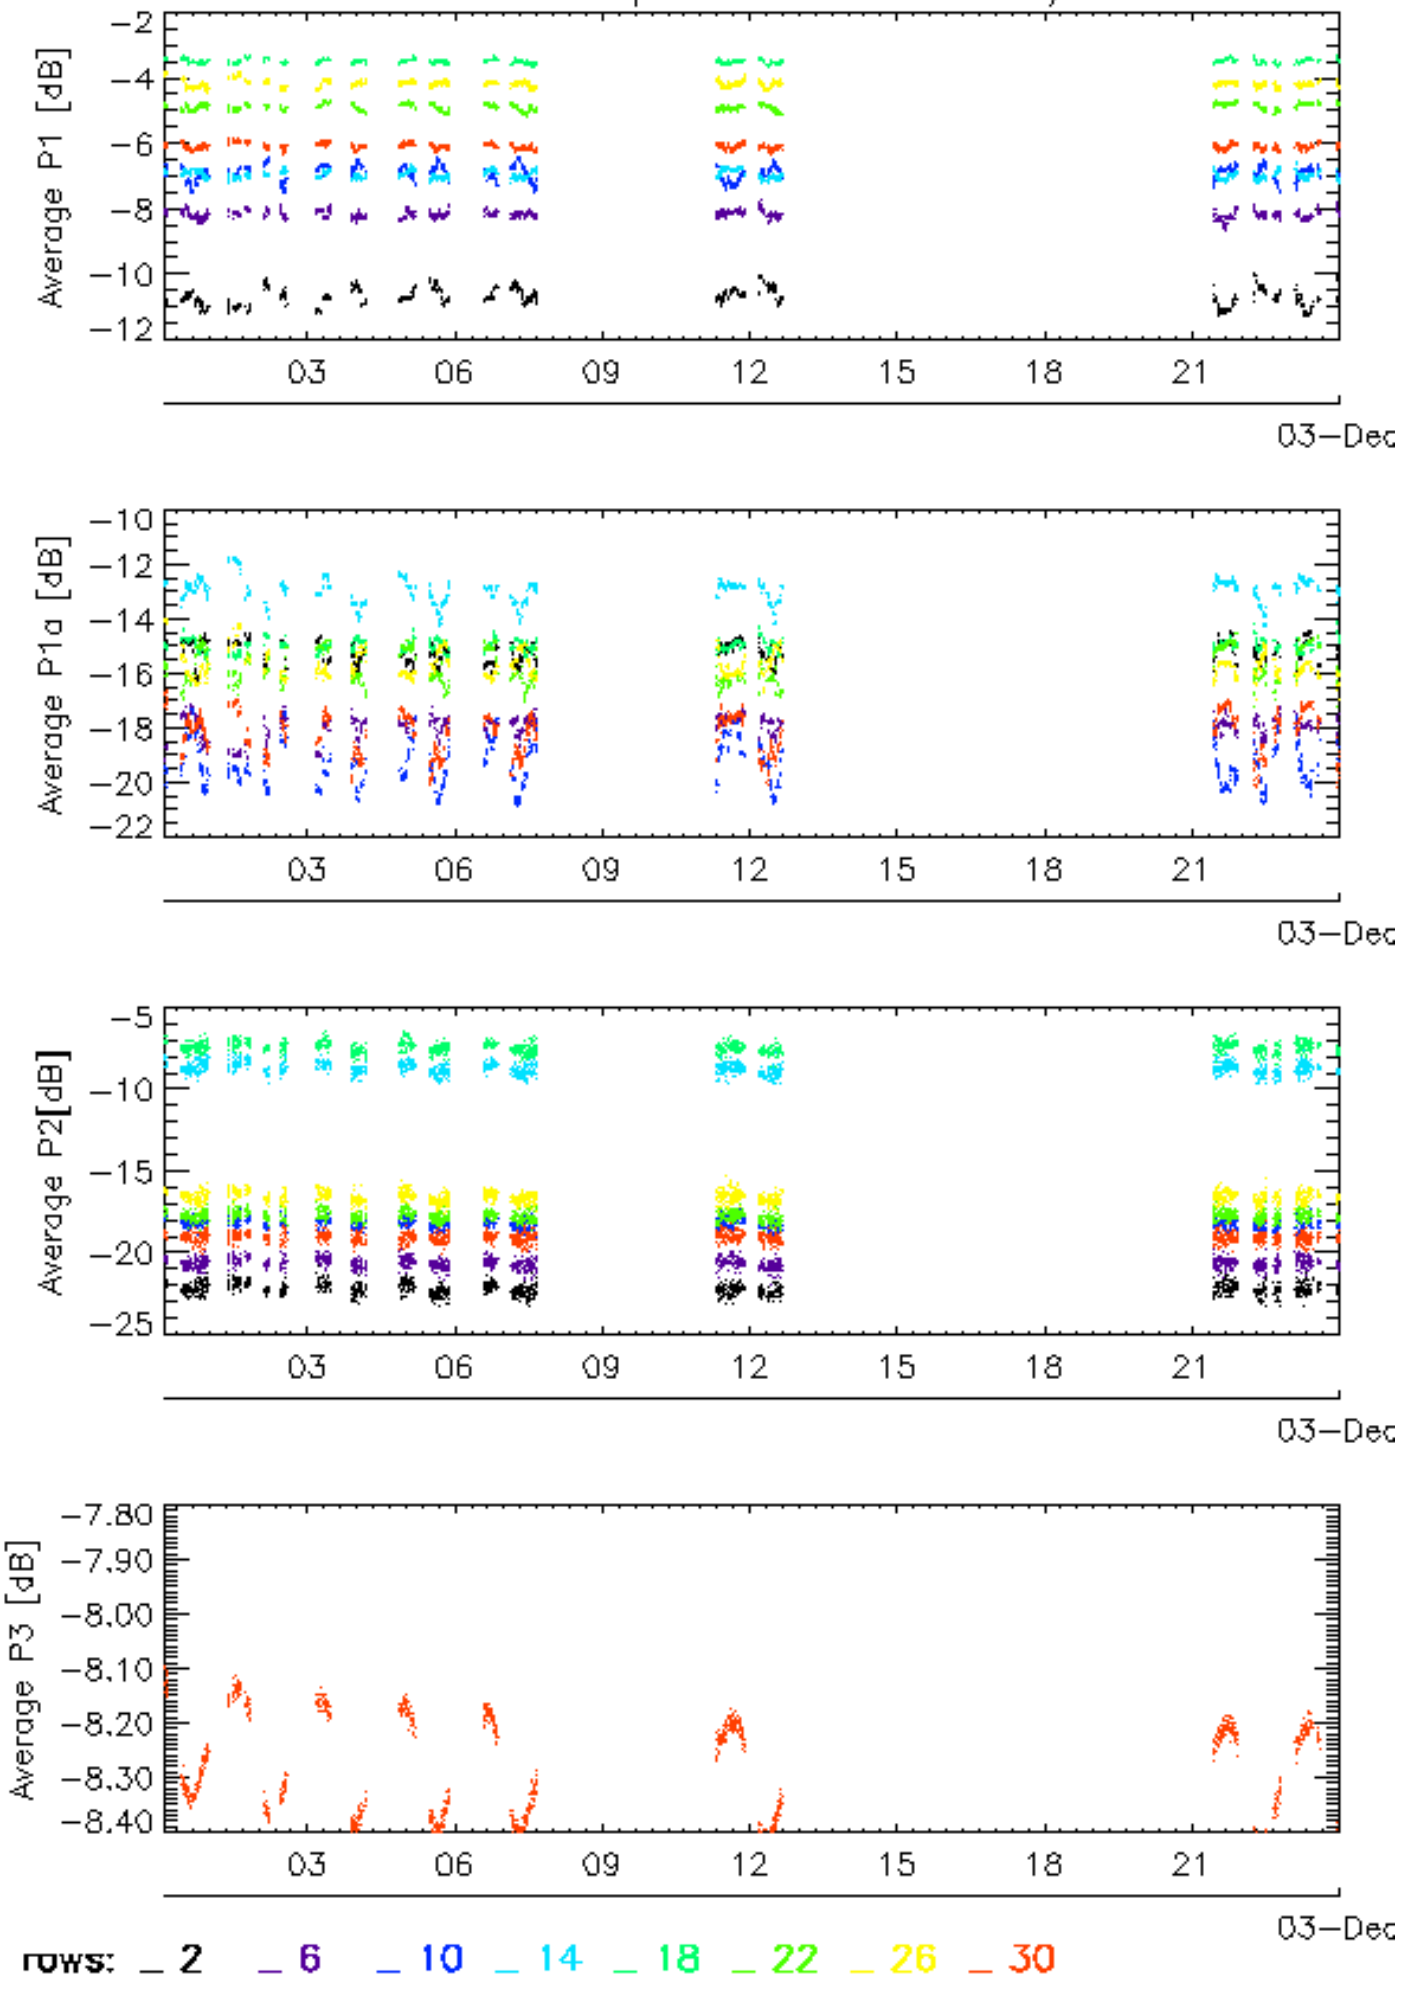 Average P1 [dB]
-2
-4
-6
-8
-10
-12
03 06 09 12 15 18 21
03-Dec
Average P1a [dB]
-10
-12
-14
-16
-18
-20
-22
03 06 09 12 15 18 21
03-Dec
Average P2[dB]
-5
-10
-15
-20
-25
03 06 09 12 15 18 21
03-Dec
Average P3 [dB]
-7.80
-7.90
-8.00
-8.10
-8.20
-8.30
-8.40
03 06 09 12 15 18 21
03-Dec
rows: _ 2 _ 6 _ 10 _ 14 _ 18 _ 22 _ 26 _ 30